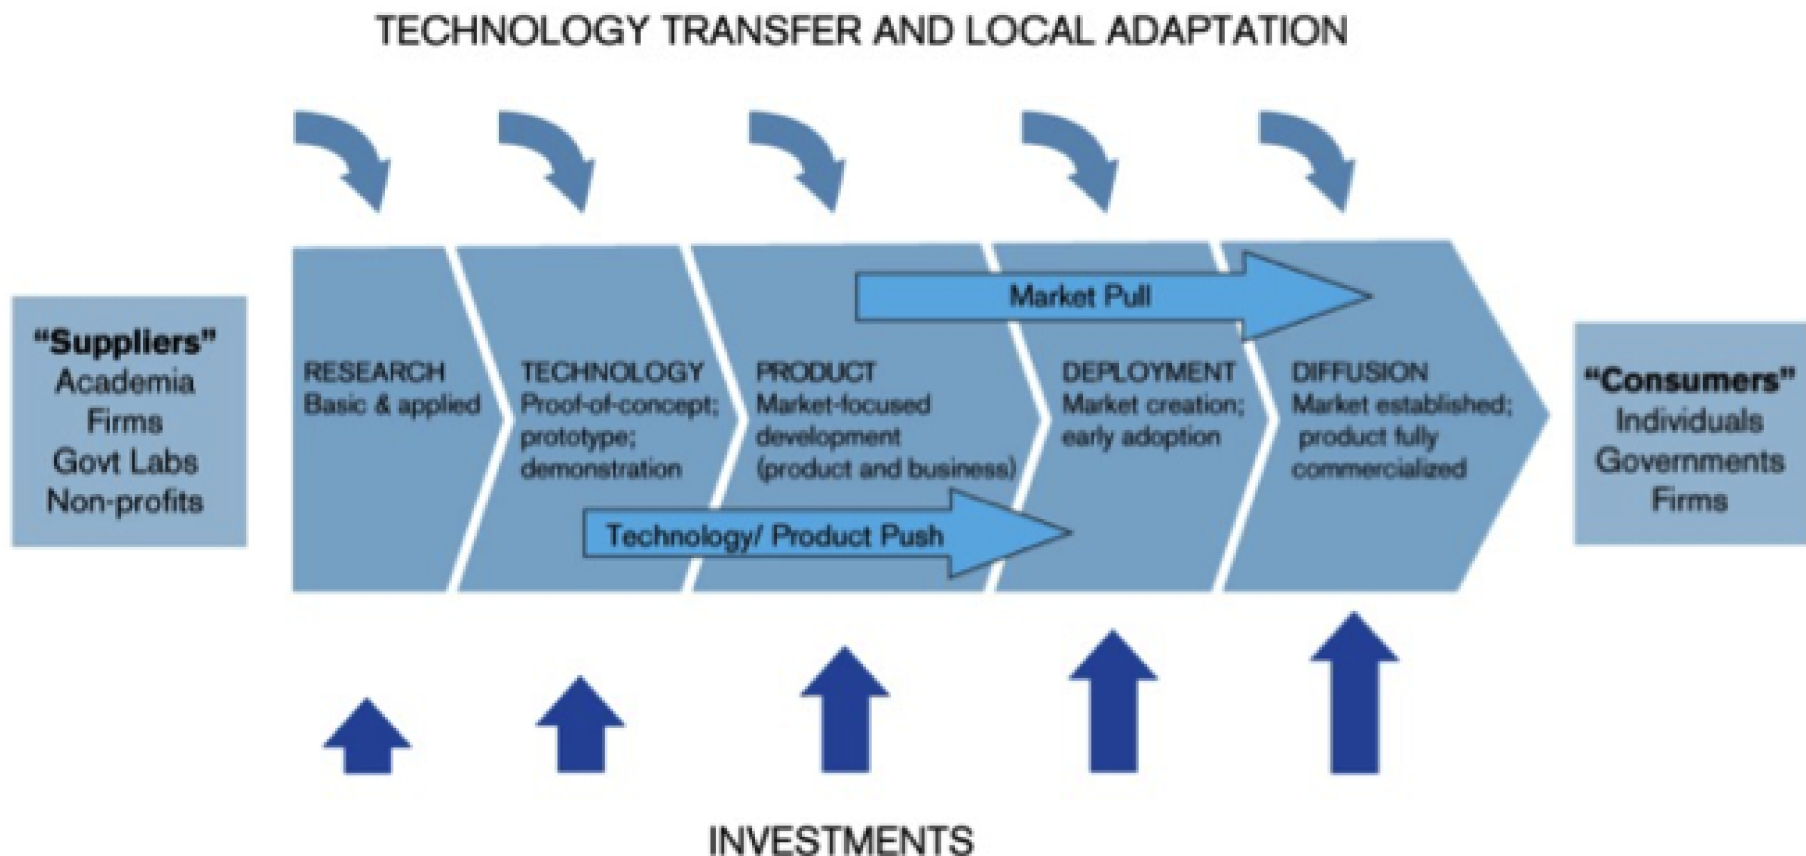 TECHNOLOGY TRANSFER AND LOCAL ADAPTATION
“Suppliers”
Academia
Firms
Govt Labs
Non-profits
RESEARCH
Basic & applied
TECHNOLOGY
Proof-of-concept;
prototype;
demonstration
PRODUCT
Market-focused
development
(product and business)
DEPLOYMENT
Market creation;
early adoption
DIFFUSION
Market established;
product fully
commercialized
Market Pull
Technology/ Product Push
“Consumers”
Individuals
Governments
Firms
INVESTMENTS